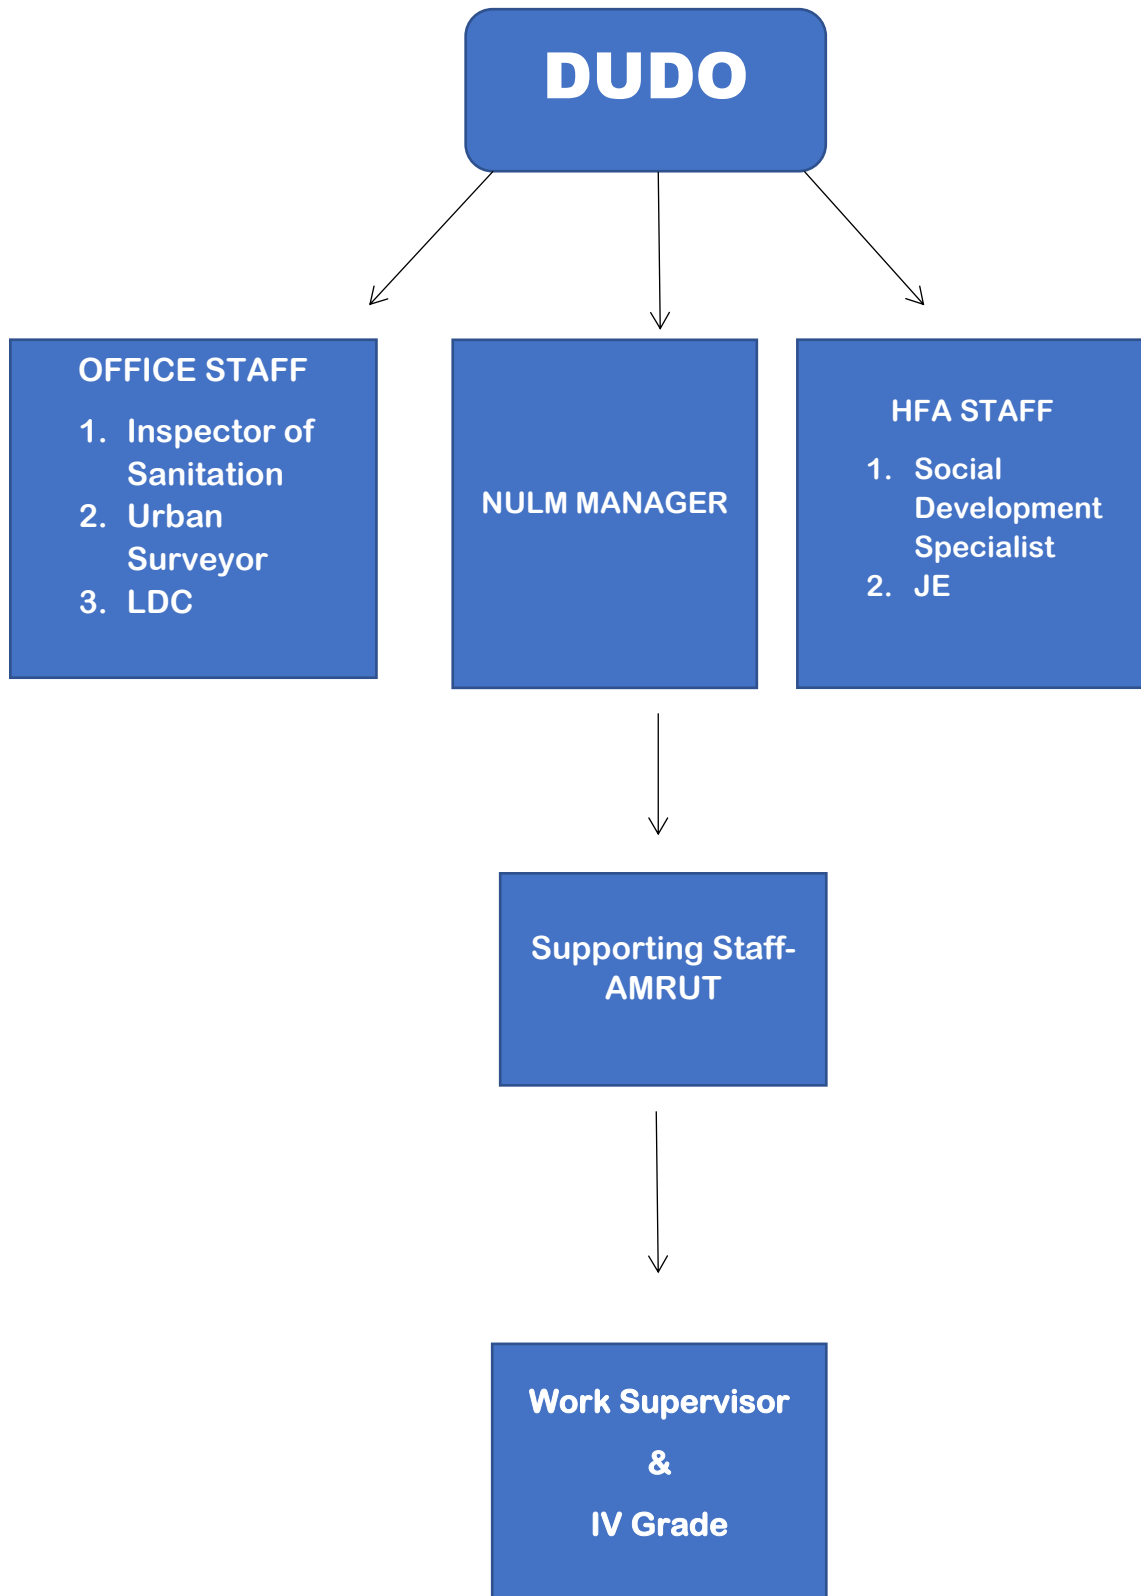 DUDO
OFFICE STAFF
1. Inspector of
Sanitation
2. Urban
Surveyor
3. LDC
NULM MANAGER
HFA STAFF
1. Social
Development
Specialist
2. JE
Supporting Staff-
AMRUT
Work Supervisor
&
IV Grade